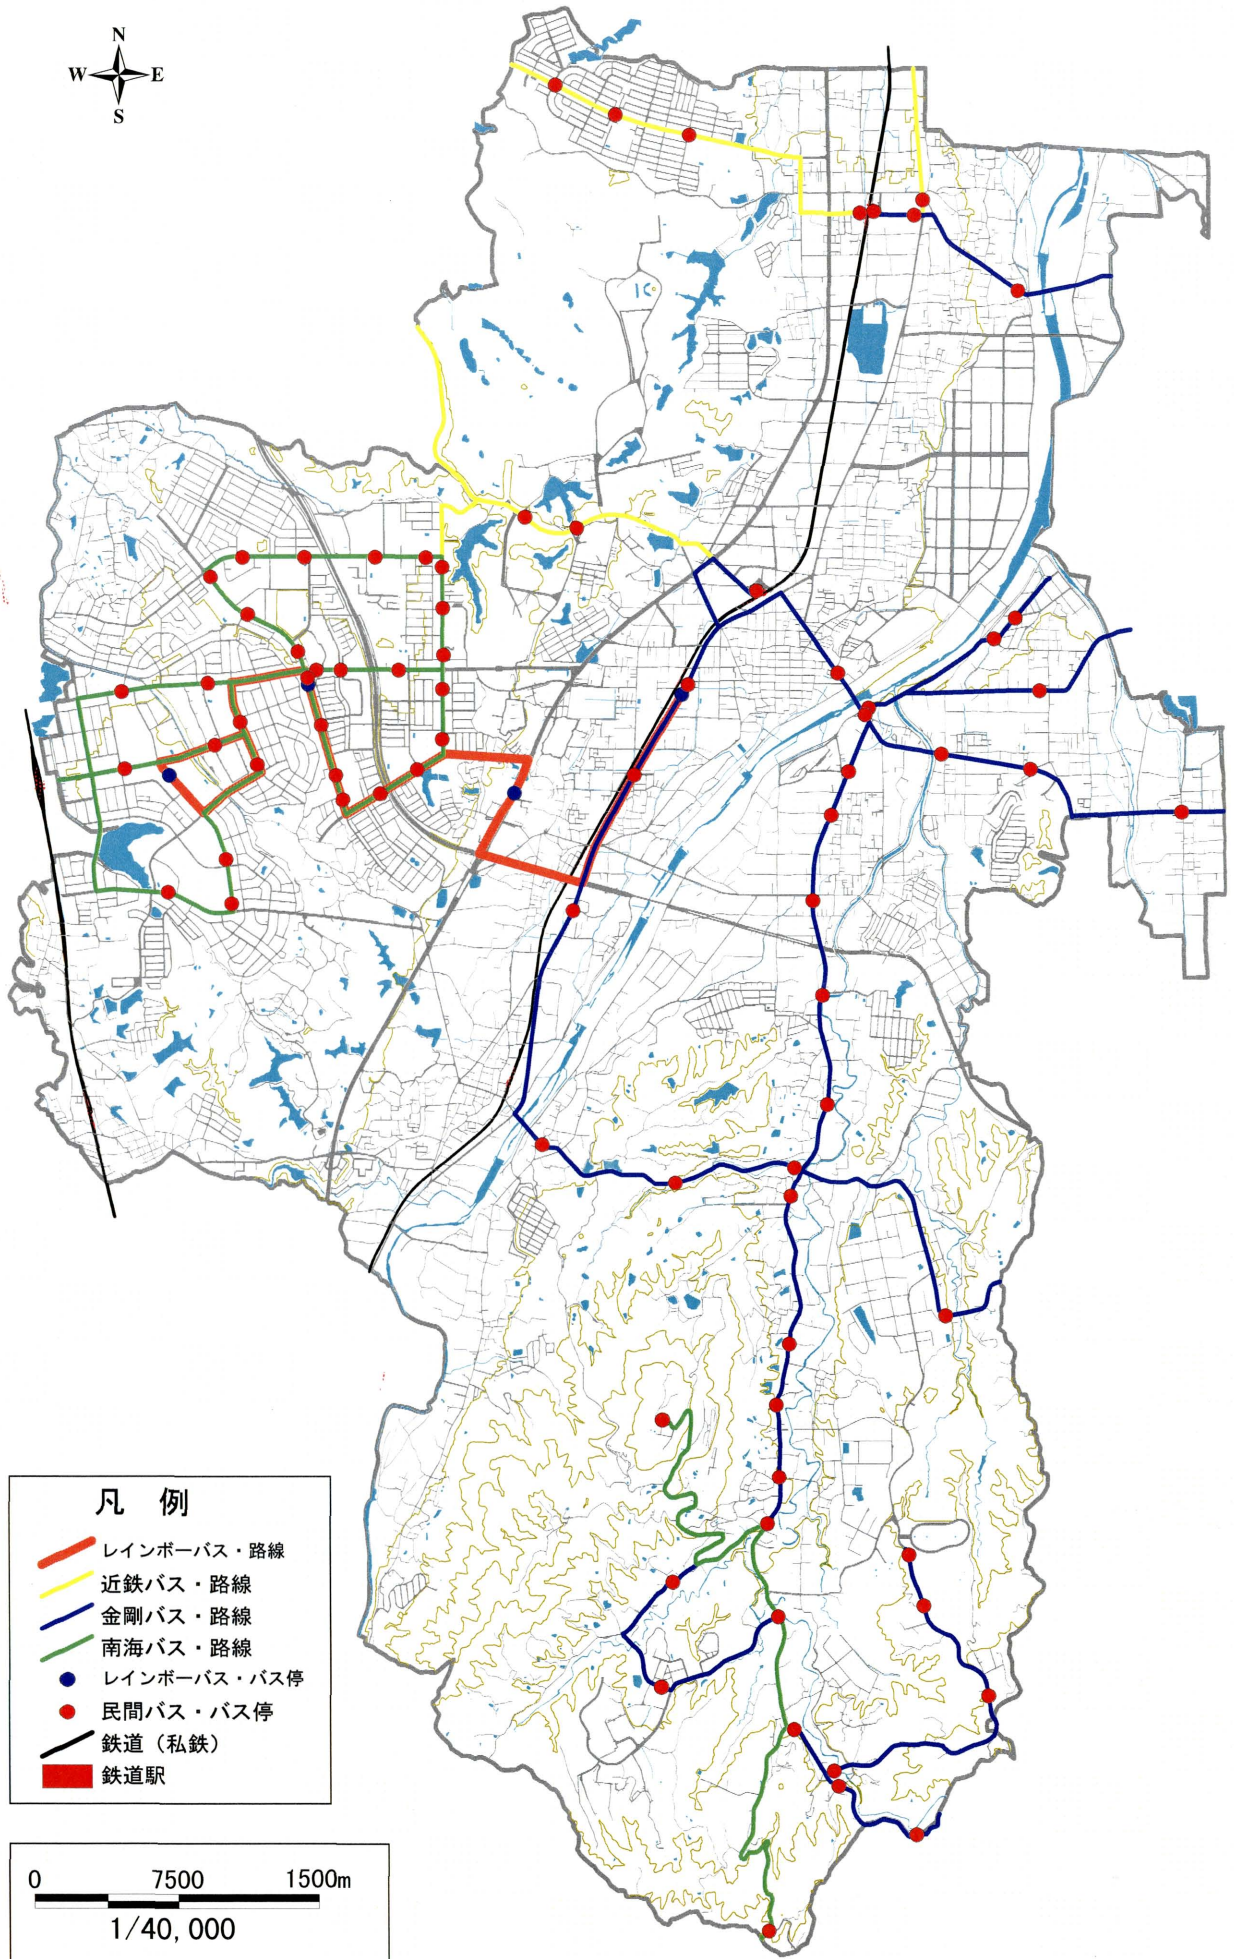 N
W E
S
凡 例
レインボーバス・路線
近鉄バス・路線
金剛バス・路線
南海バス・路線
レインボーバス・バス停
民間バス・バス停
鉄道（私鉄）
鉄道駅
0 7500 1500m
1/40,000